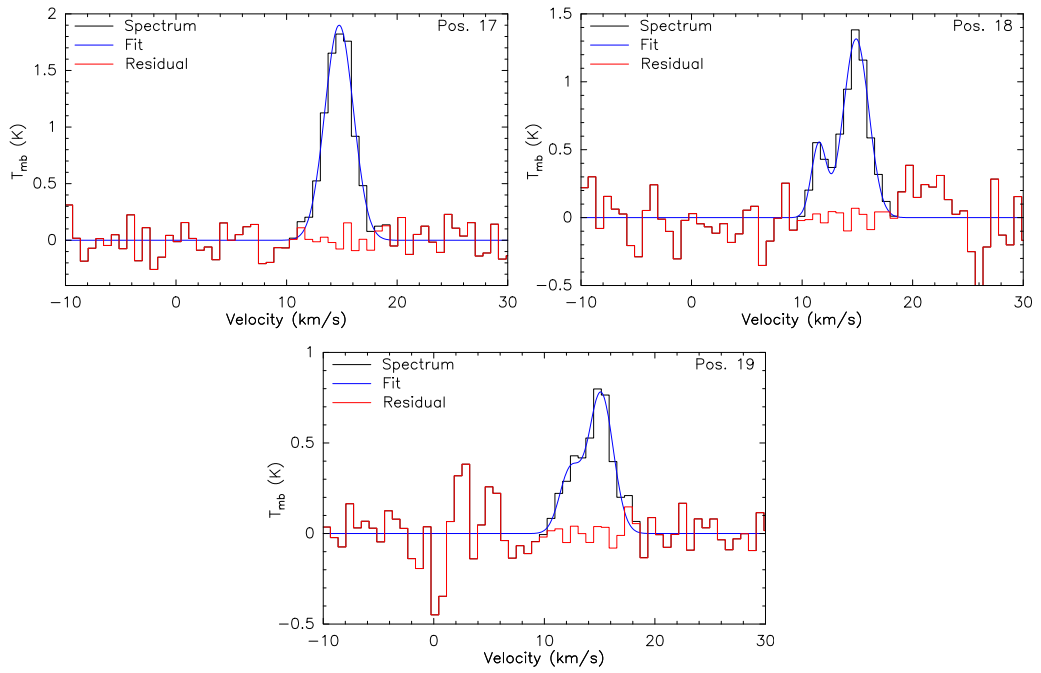 2
Spectrum
Pos. 17
Fit
Residual
1.5
1
0.5
0
T_mb (K)
−10
0
10
20
30
Velocity (km/s)
1.5
Spectrum
Pos. 18
Fit
Residual
1
0.5
0
−0.5
T_mb (K)
−10
0
10
20
30
Velocity (km/s)
1
Spectrum
Pos. 19
Fit
Residual
0.5
0
−0.5
T_mb (K)
−10
0
10
20
30
Velocity (km/s)